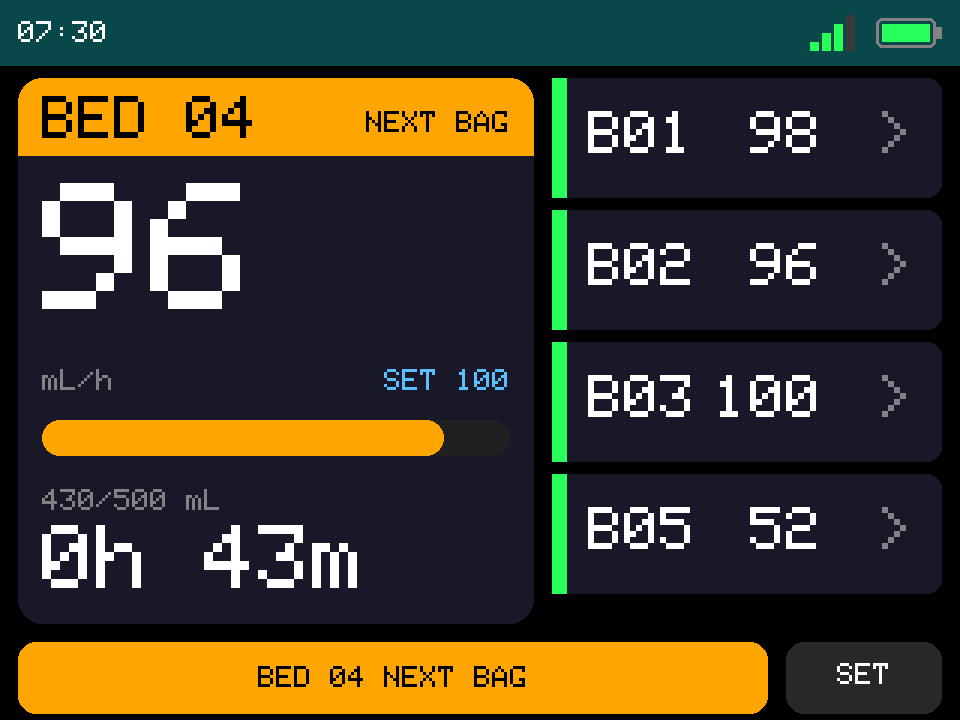 07:30
BED 04 NEXT BAG
96
mL/h SET 100
430/500 mL
0h 43m
B01 98 >
B02 96 >
B03 100 >
B05 52 >
BED 04 NEXT BAG
SET